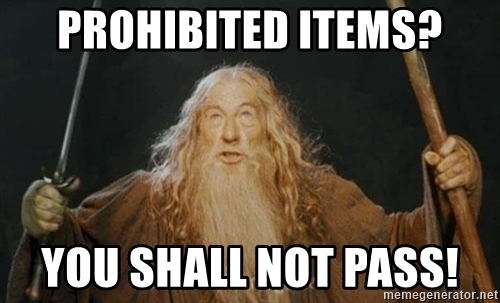 PROHIBITED ITEMS?
YOU SHALL NOT PASS!
memegenerator.net